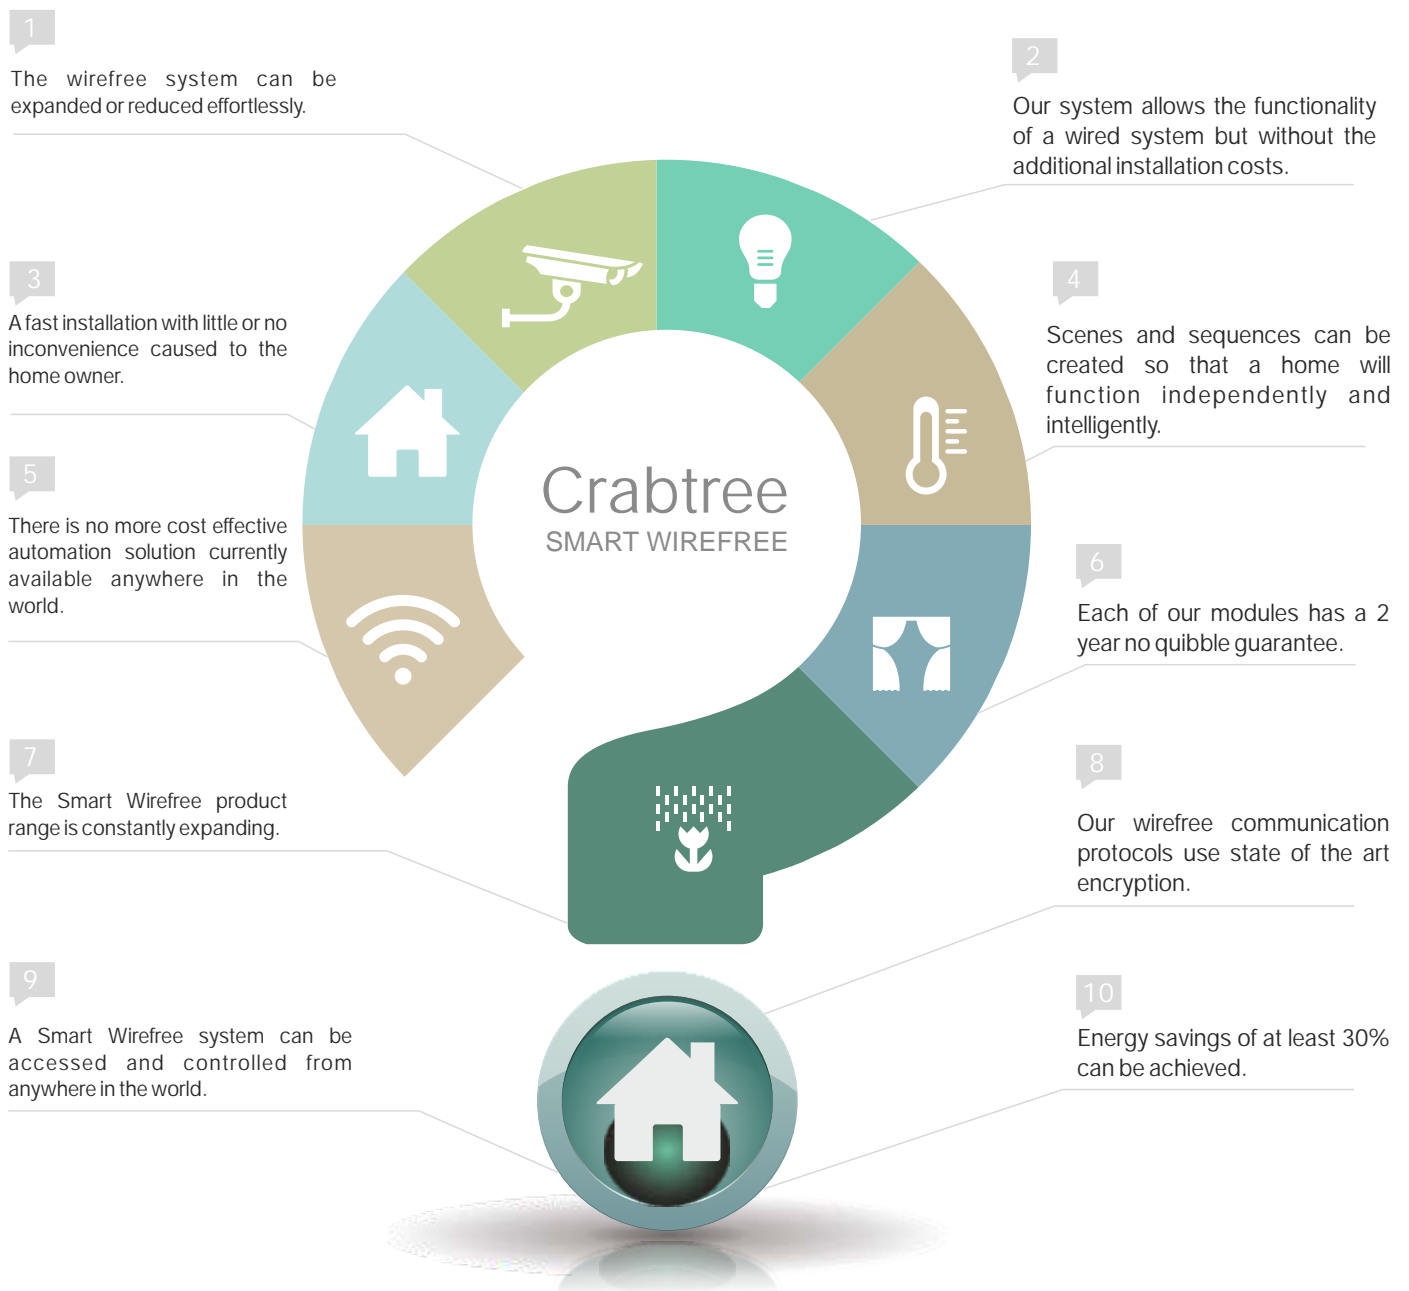 1
The wirefree system can be
expanded or reduced effortlessly.
2
Our system allows the functionality
of a wired system but without the
additional installation costs.
3
A fast installation with little or no
inconvenience caused to the
home owner.
4
Scenes and sequences can be
created so that a home will
function independently and
intelligently.
Crabtree
SMART WIREFREE
5
There is no more cost effective
automation solution currently
available anywhere in the
world.
6
Each of our modules has a 2
year no quibble guarantee.
7
The Smart Wirefree product
range is constantly expanding.
8
Our wirefree communication
protocols use state of the art
encryption.
9
A Smart Wirefree system can be
accessed and controlled from
anywhere in the world.
10
Energy savings of at least 30%
can be achieved.